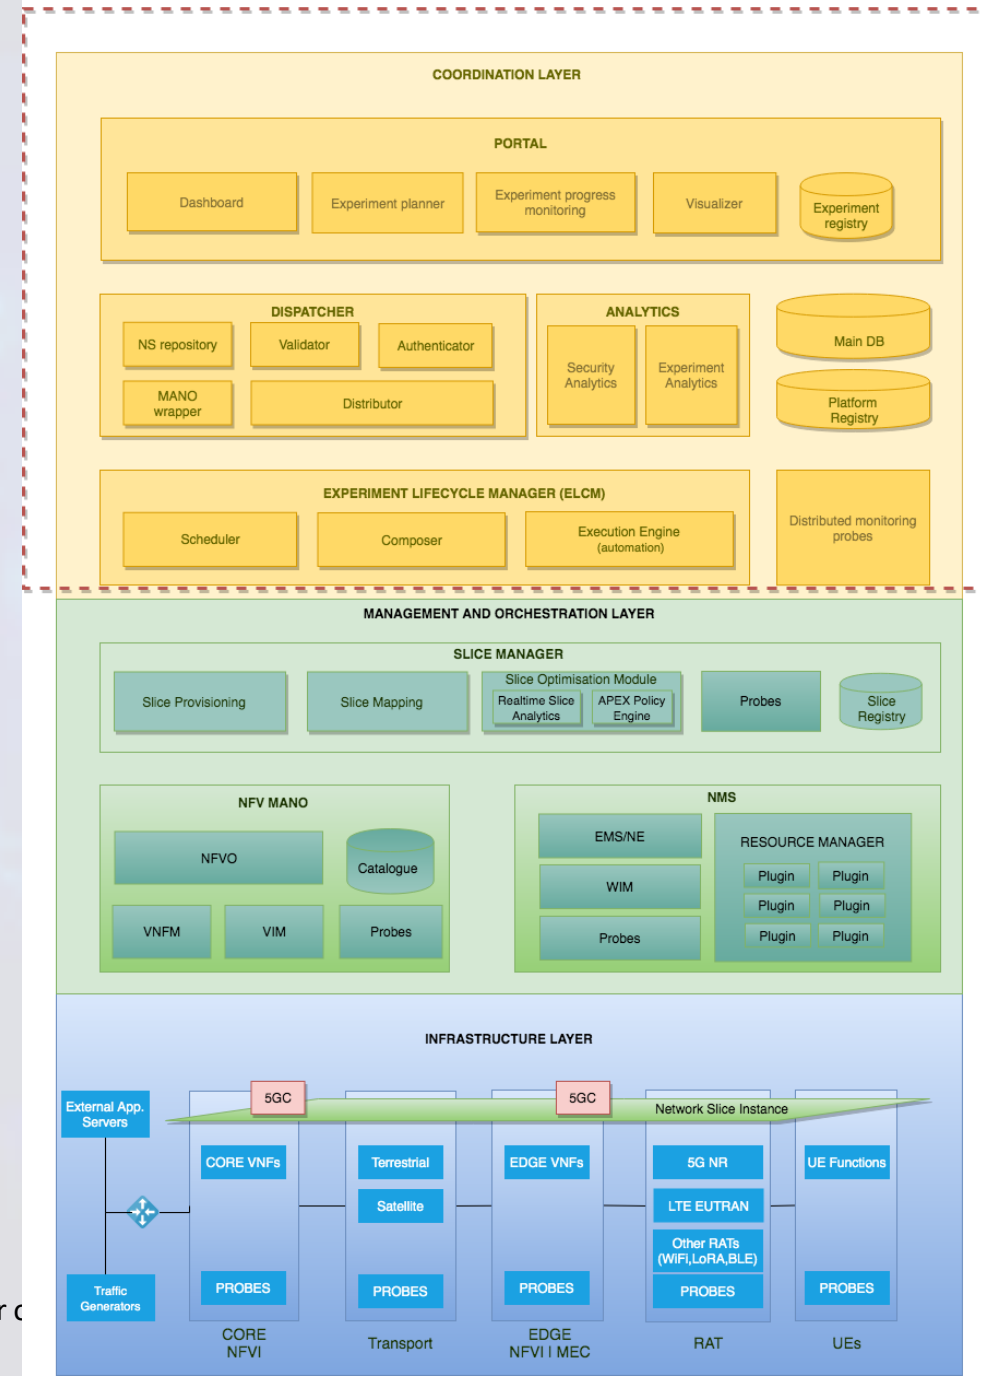 COORDINATION LAYER
PORTAL
Dashboard
Experiment planner
Experiment progress
monitoring
Visualizer
Experiment
registry
DISPATCHER
NS repository
Validator
Authenticator
MANO
wrapper
Distributor
ANALYTICS
Security
Analytics
Experiment
Analytics
Main DB
Platform
Registry
EXPERIMENT LIFECYCLE MANAGER (ELCM)
Scheduler
Composer
Execution Engine
(automation)
Distributed monitoring
probes
MANAGEMENT AND ORCHESTRATION LAYER
SLICE MANAGER
Slice Provisioning
Slice Mapping
Slice Optimisation Module
Realtime Slice
Analytics
APEX Policy
Engine
Probes
Slice
Registry
NFV MANO
NFVO
Catalogue
VNFM
VIM
Probes
NMS
EMS/NE
WIM
Probes
RESOURCE MANAGER
Plugin
Plugin
Plugin
Plugin
Plugin
Plugin
INFRASTRUCTURE LAYER
5GC
5GC
Network Slice Instance
External App.
Servers
CORE VNFs
Terrestrial
EDGE VNFs
5G NR
UE Functions
Satellite
LTE EUTRAN
Other RATs
(WiFi,LoRA,BLE)
Traffic
Generators
PROBES
PROBES
PROBES
PROBES
PROBES
CORE
NFVI
Transport
EDGE
NFVI | MEC
RAT
UEs